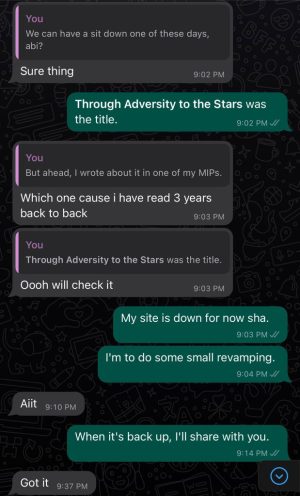 You
We can have a sit down one of these days,
abi?
Sure thing
9:02 PM
Through Adversity to the Stars was
the title.
9:02 PM
You
But ahead, I wrote about it in one of my MIPs.
Which one cause i have read 3 years
back to back
9:03 PM
You
Through Adversity to the Stars was the title.
Oooh will check it
9:03 PM
My site is down for now sha.
9:03 PM
I'm to do some small revamping.
9:04 PM
Aiit
9:10 PM
When it's back up, I'll share with you.
9:14 PM
Got it
9:37 PM